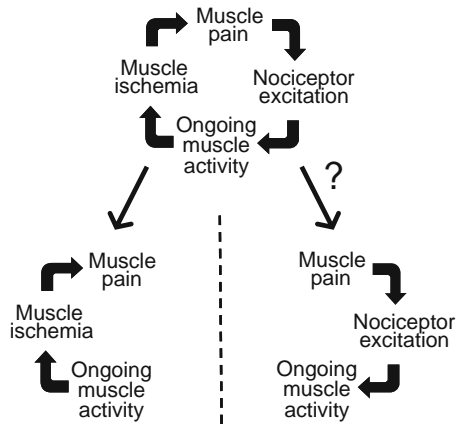 Muscle
pain
Muscle
ischemia
Nociceptor
excitation
Ongoing
muscle
activity
?
Muscle
pain
Muscle
ischemia
Ongoing
muscle
activity
Muscle
pain
Nociceptor
excitation
Ongoing
muscle
activity